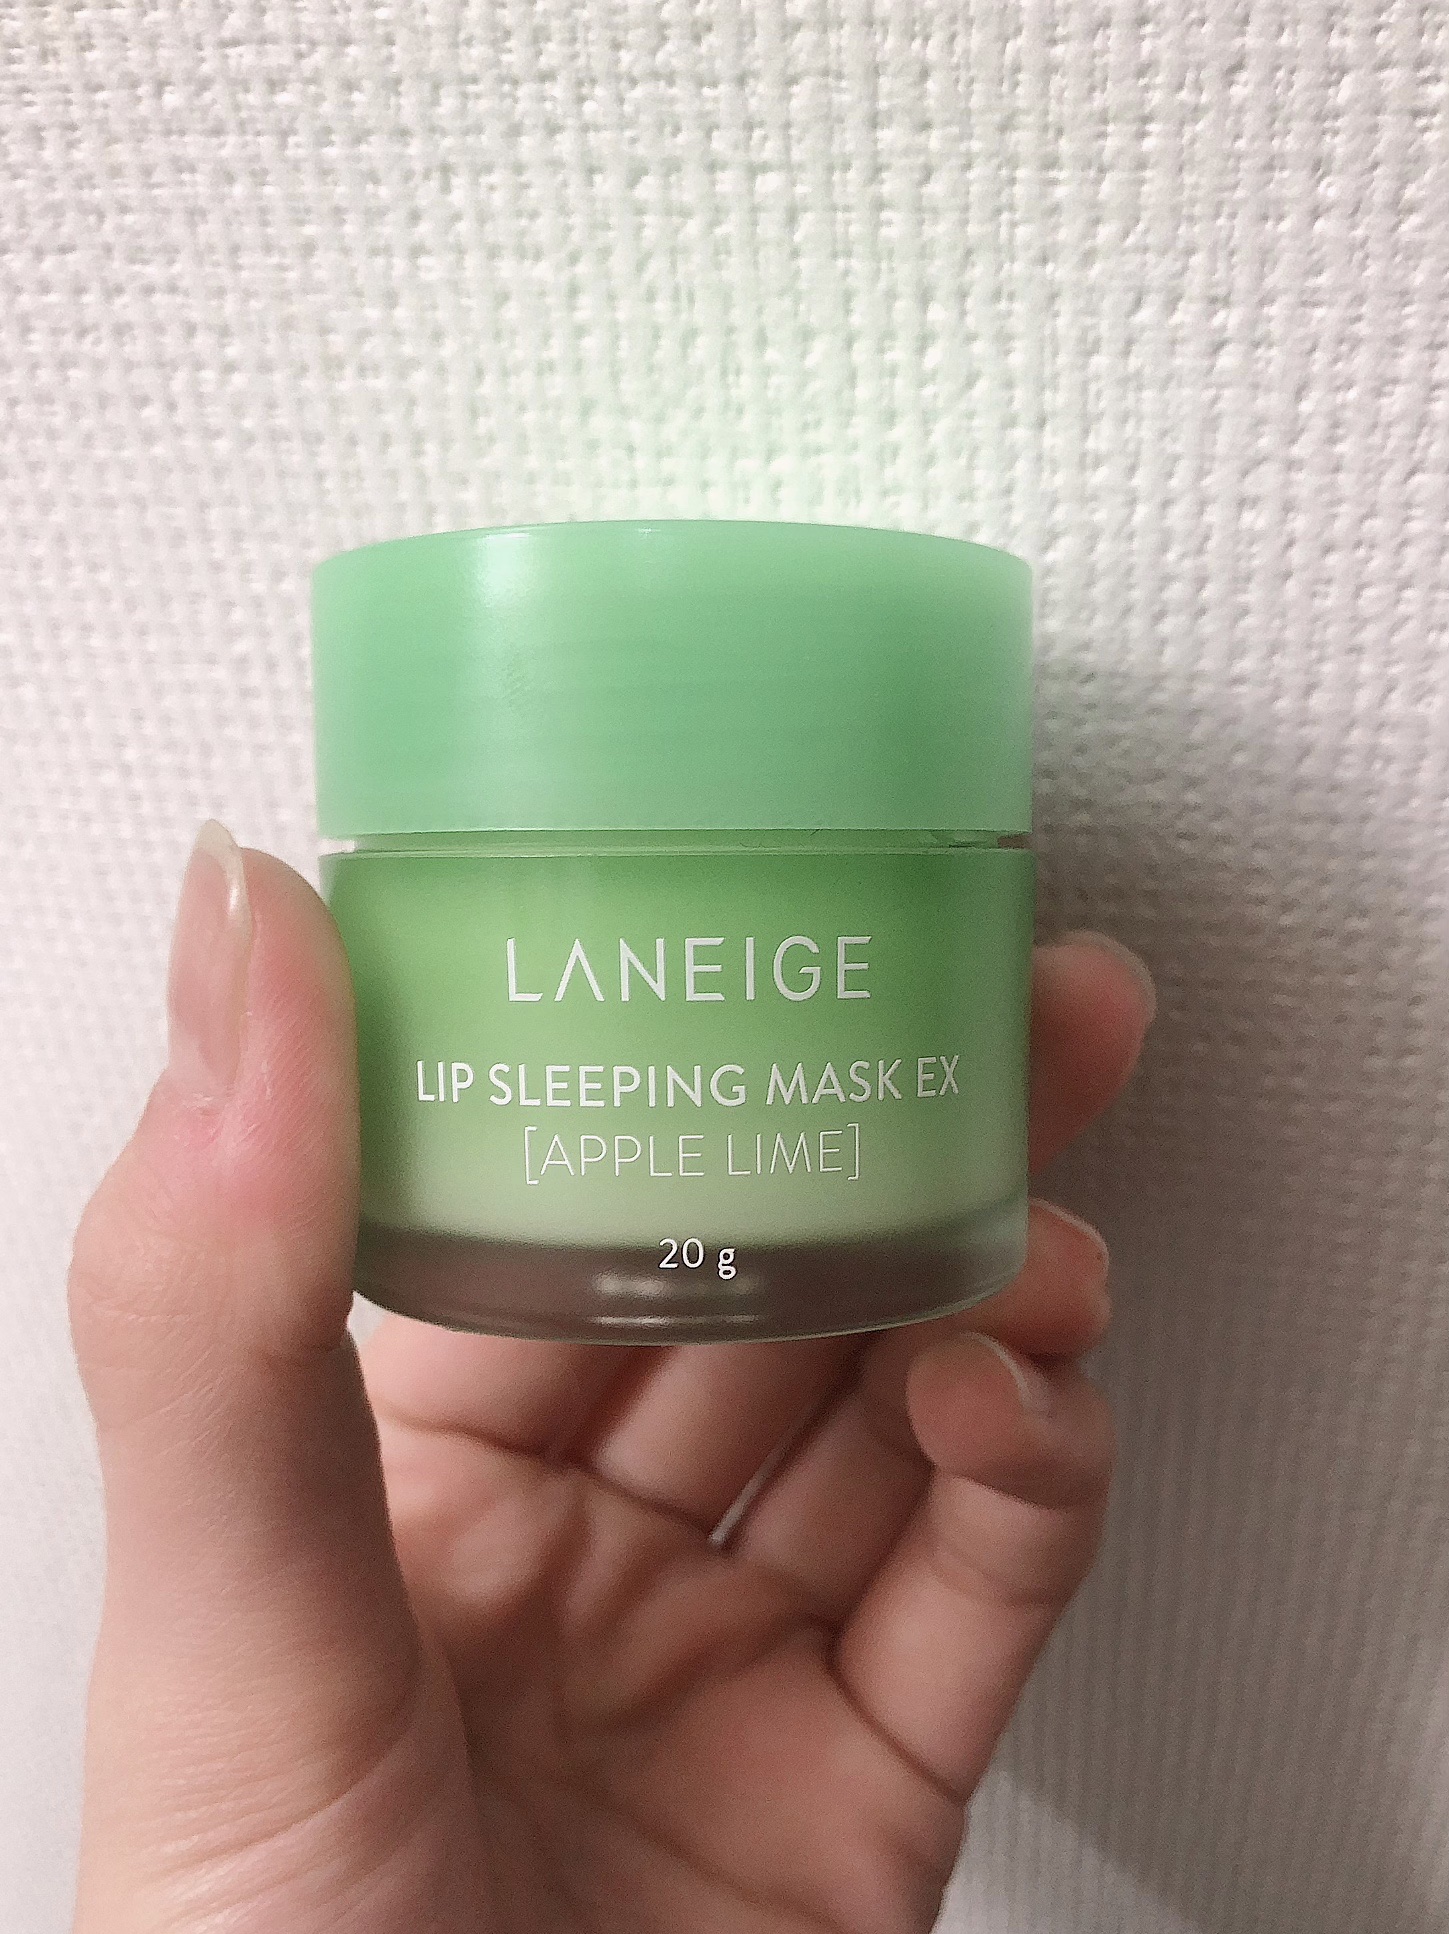 LANEIGE
LIP SLEEPING MASK EX
[APPLE LIME]
20 g